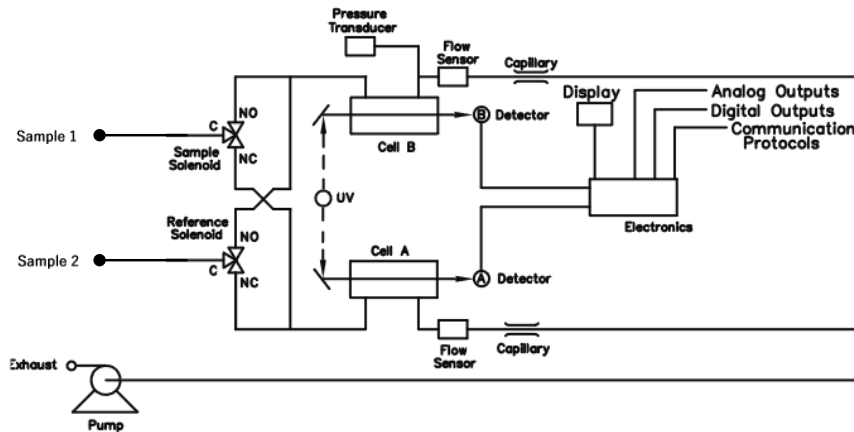 Pressure
Transducer
Flow
Sensor
Capillary
Display
Analog Outputs
Digital Outputs
Communication
Protocols
NO
C
Sample 1
NC
Sample
Solenoid
B
Detector
Cell B
UV
Reference
Solenoid
NO
Electronics
Sample 2
C
NC
Cell A
A
Detector
Flow
Sensor
Capillary
Exhaust
Pump